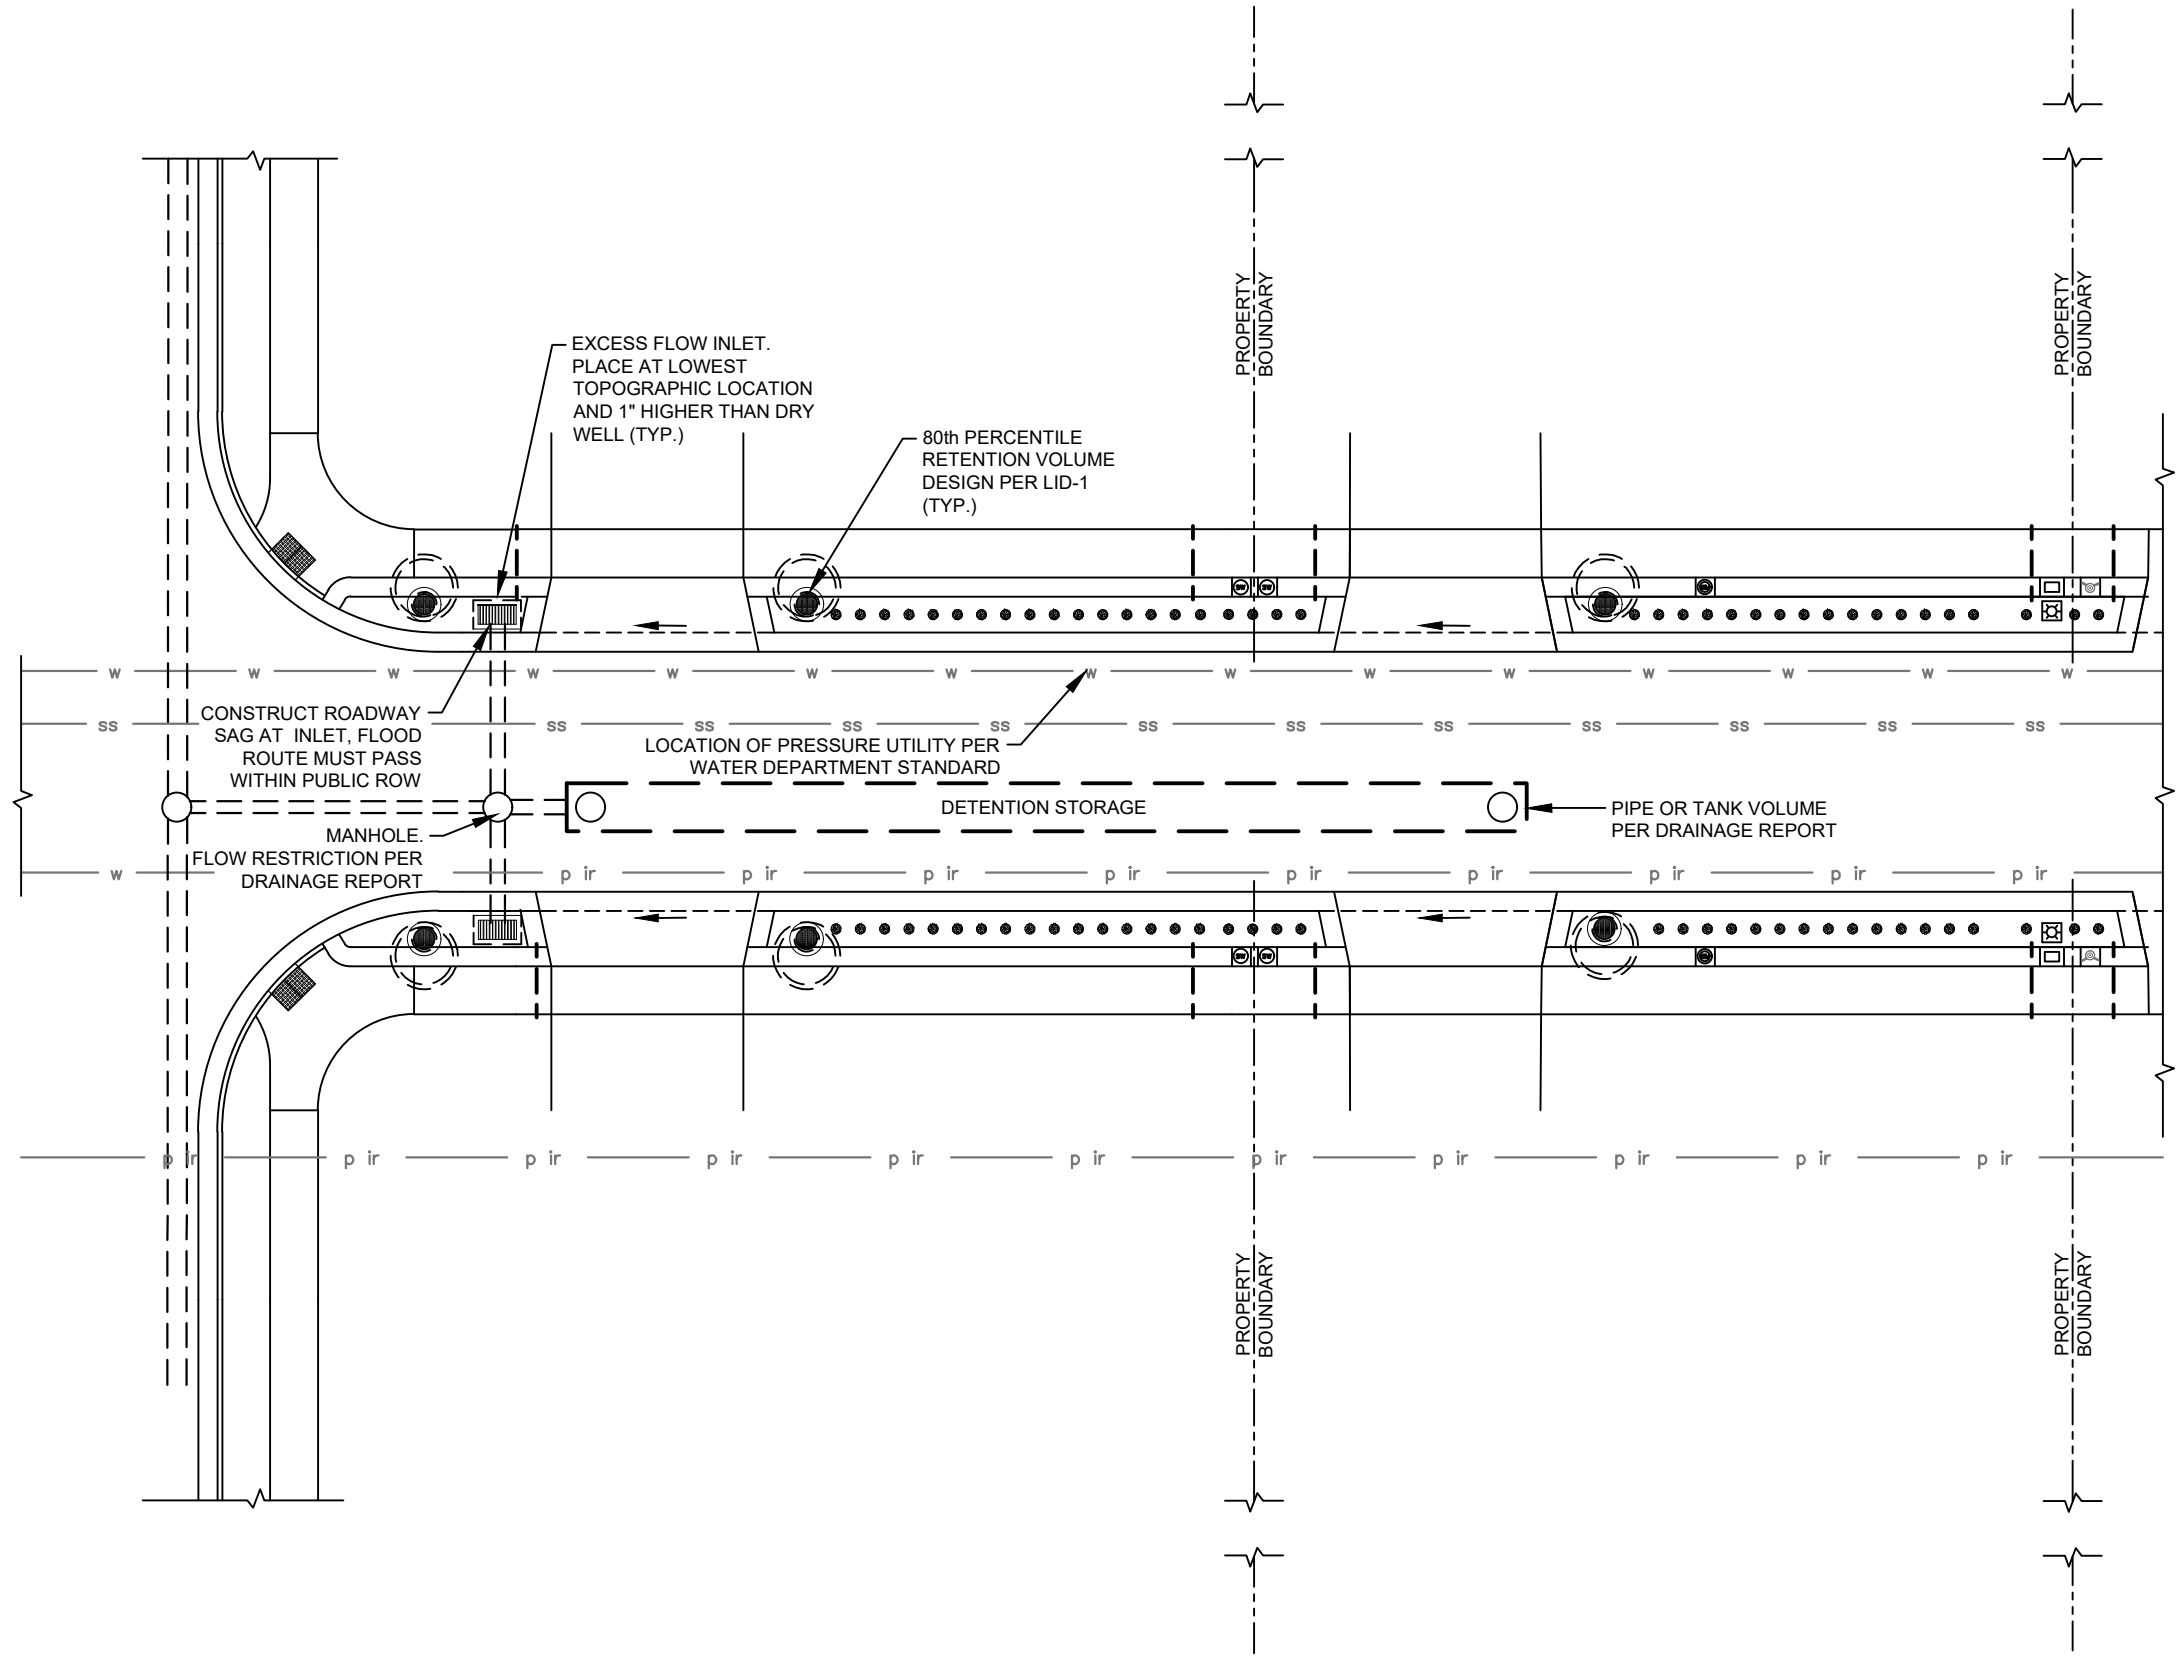 PROPERTY
BOUNDARY
PROPERTY
BOUNDARY
EXCESS FLOW INLET.
PLACE AT LOWEST
TOPOGRAPHIC LOCATION
AND 1" HIGHER THAN DRY
WELL (TYP.)
80th PERCENTILE
RETENTION VOLUME
DESIGN PER LID-1
(TYP.)
SW SW
w w w w w w w w w w w w w w w
CONSTRUCT ROADWAY
SAG AT INLET, FLOOD
ROUTE MUST PASS
WITHIN PUBLIC ROW
ss ss ss ss ss ss ss ss ss ss ss ss
LOCATION OF PRESSURE UTILITY PER
WATER DEPARTMENT STANDARD
DETENTION STORAGE
PIPE OR TANK VOLUME
PER DRAINAGE REPORT
MANHOLE.
FLOW RESTRICTION PER
DRAINAGE REPORT
w p ir p ir p ir p ir p ir p ir p ir p ir p ir
SW SW
p ir p ir p ir p ir p ir p ir p ir p ir p ir p ir p ir
PROPERTY
BOUNDARY
PROPERTY
BOUNDARY